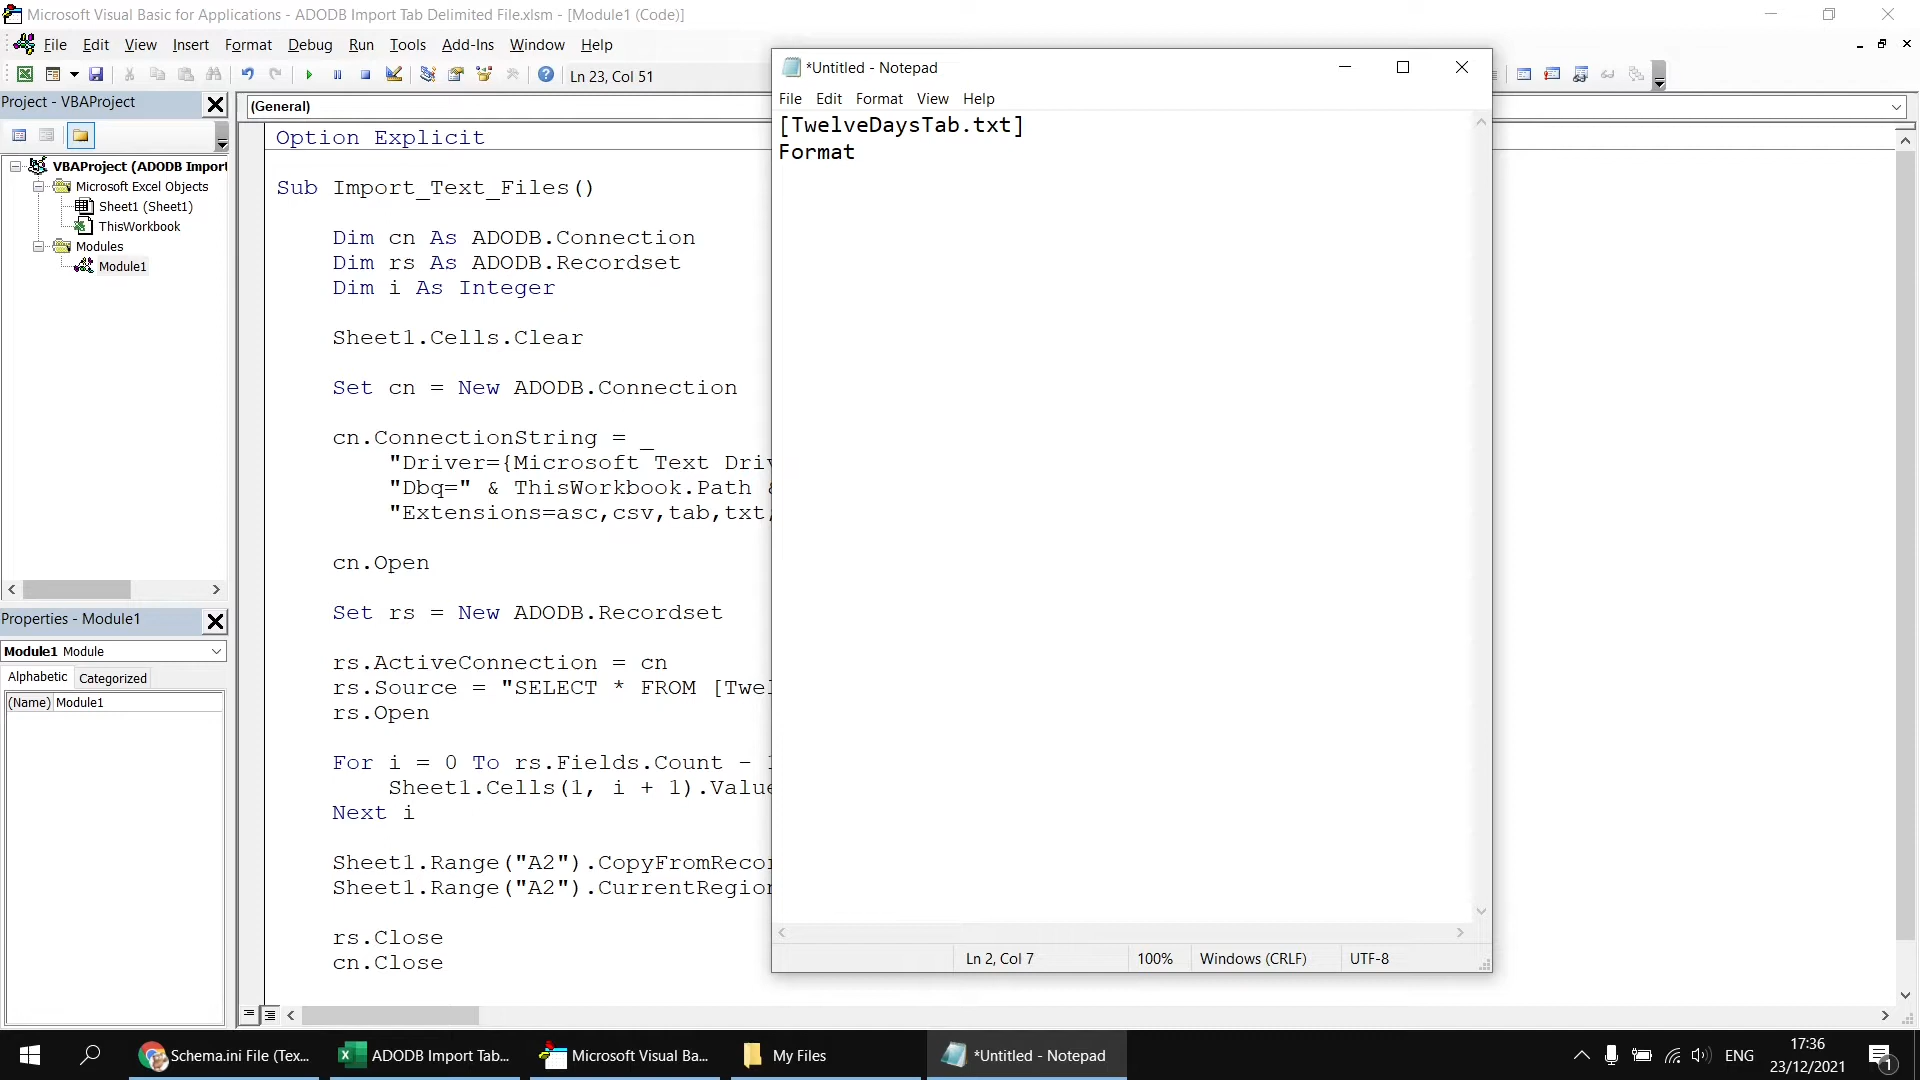 Microsoft Visual Basic for Applications - ADODB Import Tab Delimited File.xlsm - [Module1 (Code)]
File Edit View Insert Format Debug Run Tools Add-Ins Window Help
Ln 23, Col 51
Project - VBAProject
(General)
VBAProject (ADODB Import
Microsoft Excel Objects
Sheet1 (Sheet1)
ThisWorkbook
Modules
Module1
Properties - Module1
Module1 Module
Alphabetic Categorized
(Name) Module1
Option Explicit
Sub Import_Text_Files()
Dim cn As ADODB.Connection
Dim rs As ADODB.Recordset
Dim i As Integer
Sheet1.Cells.Clear
Set cn = New ADODB.Connection
cn.ConnectionString = _
"Driver={Microsoft Text Driv
"Dbq=" & ThisWorkbook.Path &
"Extensions=asc,csv,tab,txt;
cn.Open
Set rs = New ADODB.Recordset
rs.ActiveConnection = cn
rs.Source = "SELECT * FROM [Twel
rs.Open
For i = 0 To rs.Fields.Count - 1
Sheet1.Cells(1, i + 1).Value
Next i
Sheet1.Range("A2").CopyFromRecor
Sheet1.Range("A2").CurrentRegion
rs.Close
cn.Close
*Untitled - Notepad
File Edit Format View Help
[TwelveDaysTab.txt]
Format
Ln 2, Col 7 100% Windows (CRLF) UTF-8
Schema.ini File (Tex... ADODB Import Tab... Microsoft Visual Ba... My Files *Untitled - Notepad
ENG
17:36
23/12/2021
1